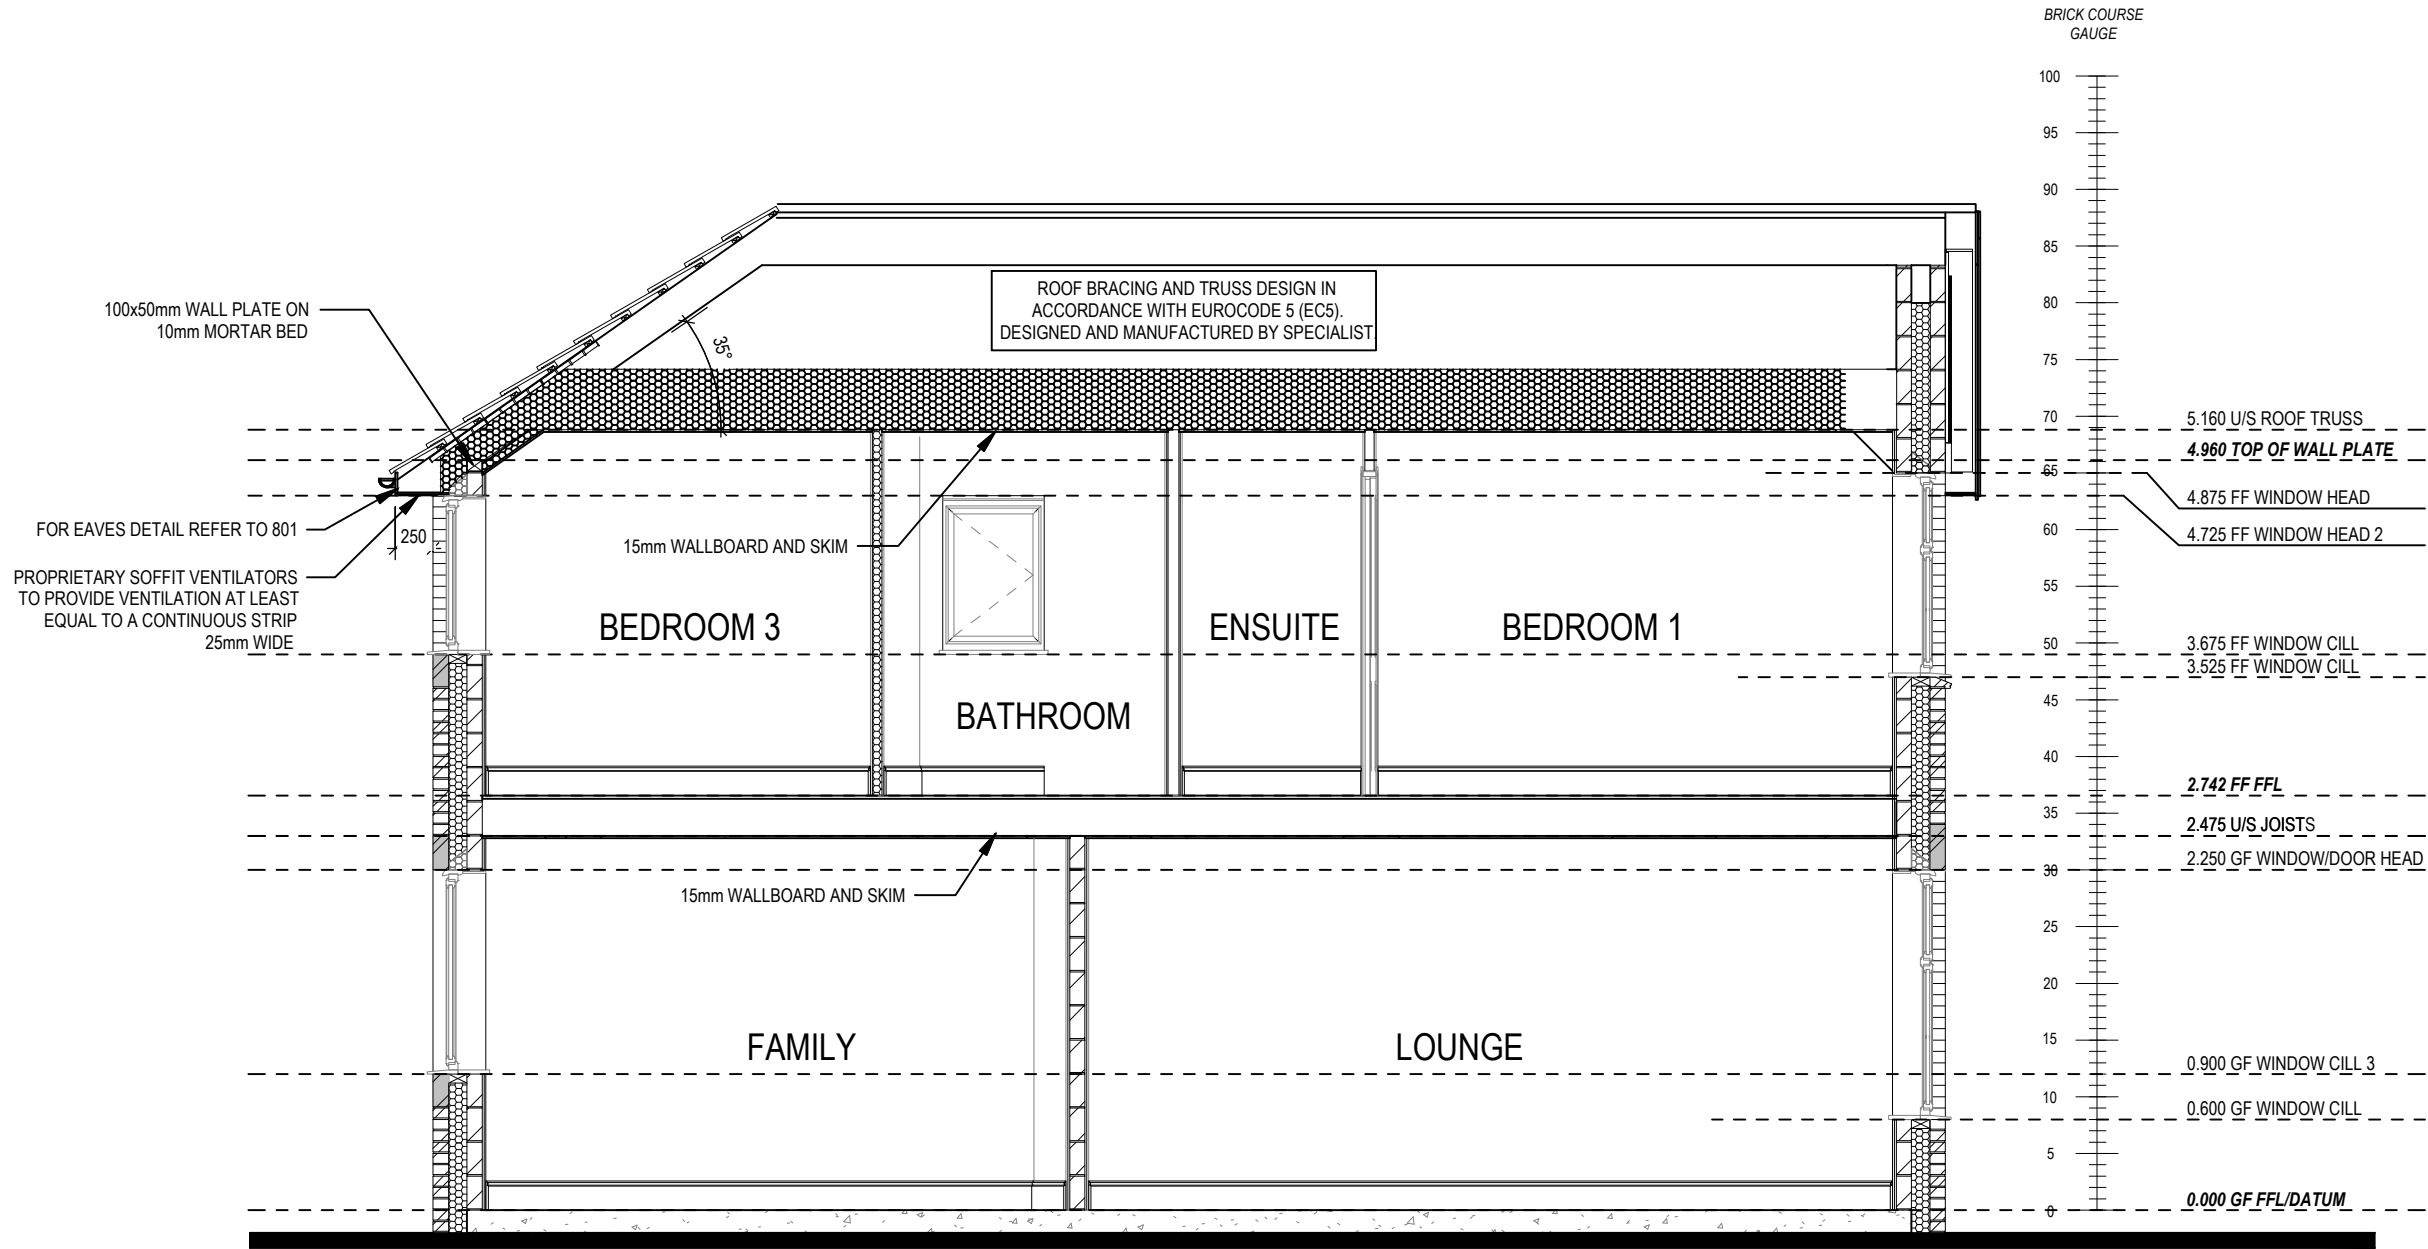 BRICK COURSE
GAUGE
100
95
90
85
80
75
70
65
60
55
50
45
40
35
30
25
20
15
10
5
0
100x50mm WALL PLATE ON
10mm MORTAR BED
ROOF BRACING AND TRUSS DESIGN IN
ACCORDANCE WITH EUROCODE 5 (EC5).
DESIGNED AND MANUFACTURED BY SPECIALIST.
35°
FOR EAVES DETAIL REFER TO 801
250
PROPRIETARY SOFFIT VENTILATORS
TO PROVIDE VENTILATION AT LEAST
EQUAL TO A CONTINUOUS STRIP
25mm WIDE
15mm WALLBOARD AND SKIM
BEDROOM 3
BATHROOM
ENSUITE
BEDROOM 1
15mm WALLBOARD AND SKIM
FAMILY
LOUNGE
5.160 U/S ROOF TRUSS
4.960 TOP OF WALL PLATE
4.875 FF WINDOW HEAD
4.725 FF WINDOW HEAD 2
3.675 FF WINDOW CILL
3.525 FF WINDOW CILL
2.742 FF FFL
2.475 U/S JOISTS
2.250 GF WINDOW/DOOR HEAD
0.900 GF WINDOW CILL 3
0.600 GF WINDOW CILL
0.000 GF FFL/DATUM